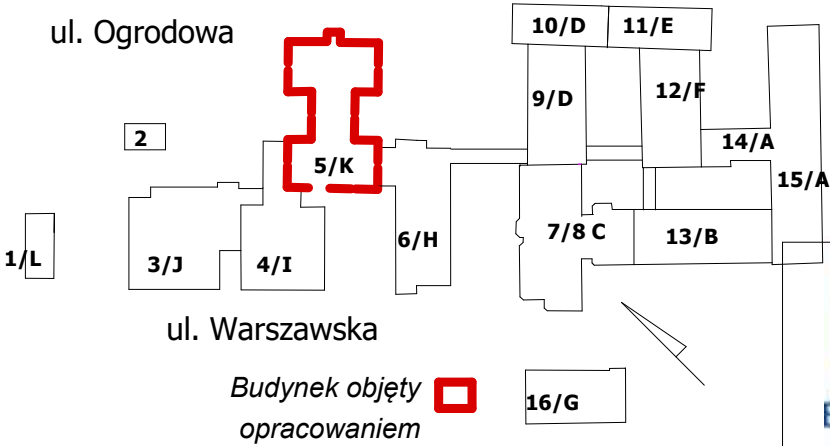 ul. Ogrodowa
10/D
11/E
9/D
12/F
2
14/A
5/K
15/A
6/H
7/8 C
13/B
1/L
3/J
4/I
ul. Warszawska
Budynek objęty
opracowaniem
16/G